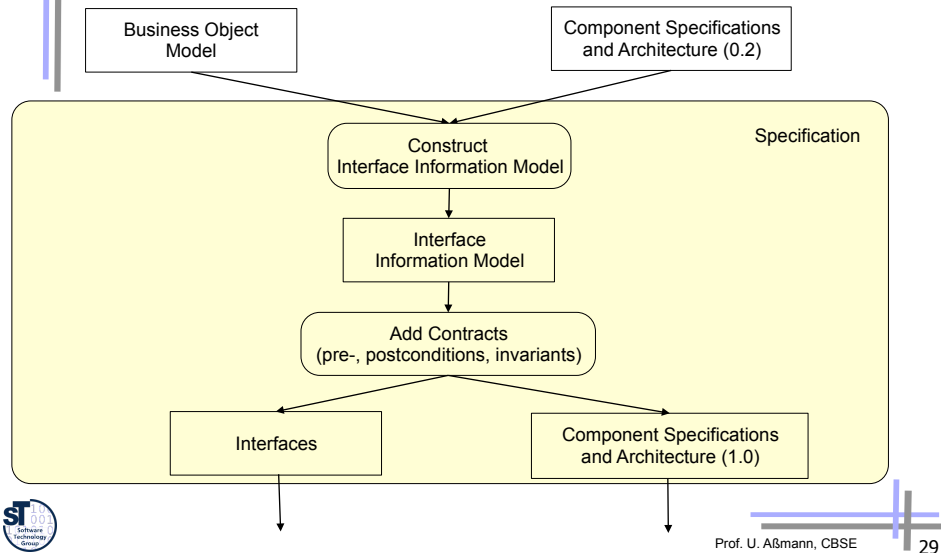 Business Object
Model
Component Specifications
and Architecture (0.2)
Specification
Construct
Interface Information Model
Interface
Information Model
Add Contracts
(pre-, postconditions, invariants)
Interfaces
Component Specifications
and Architecture (1.0)
ST
Software
Technology
Group
Prof. U. Aßmann, CBSE
29